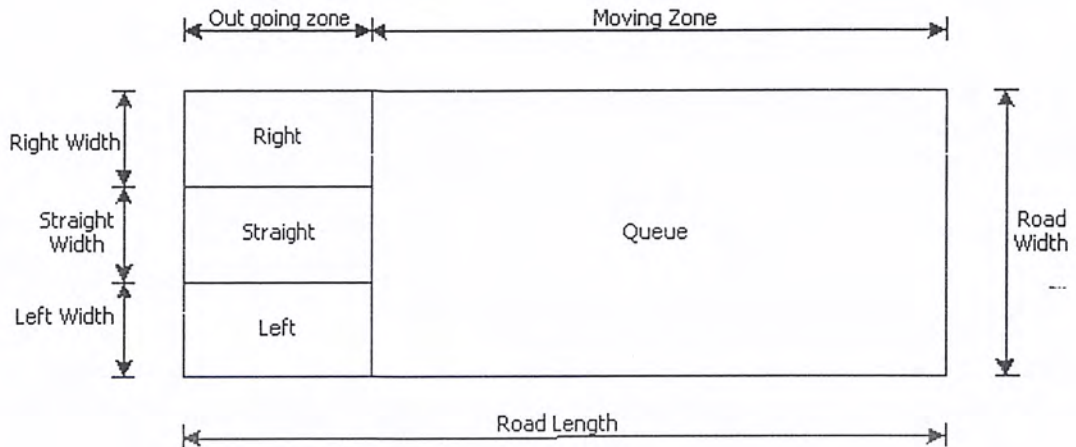 Out going zone
Moving Zone
Right Width
Right
Straight
Width
Straight
Queue
Road
Width
Left Width
Left
Road Length